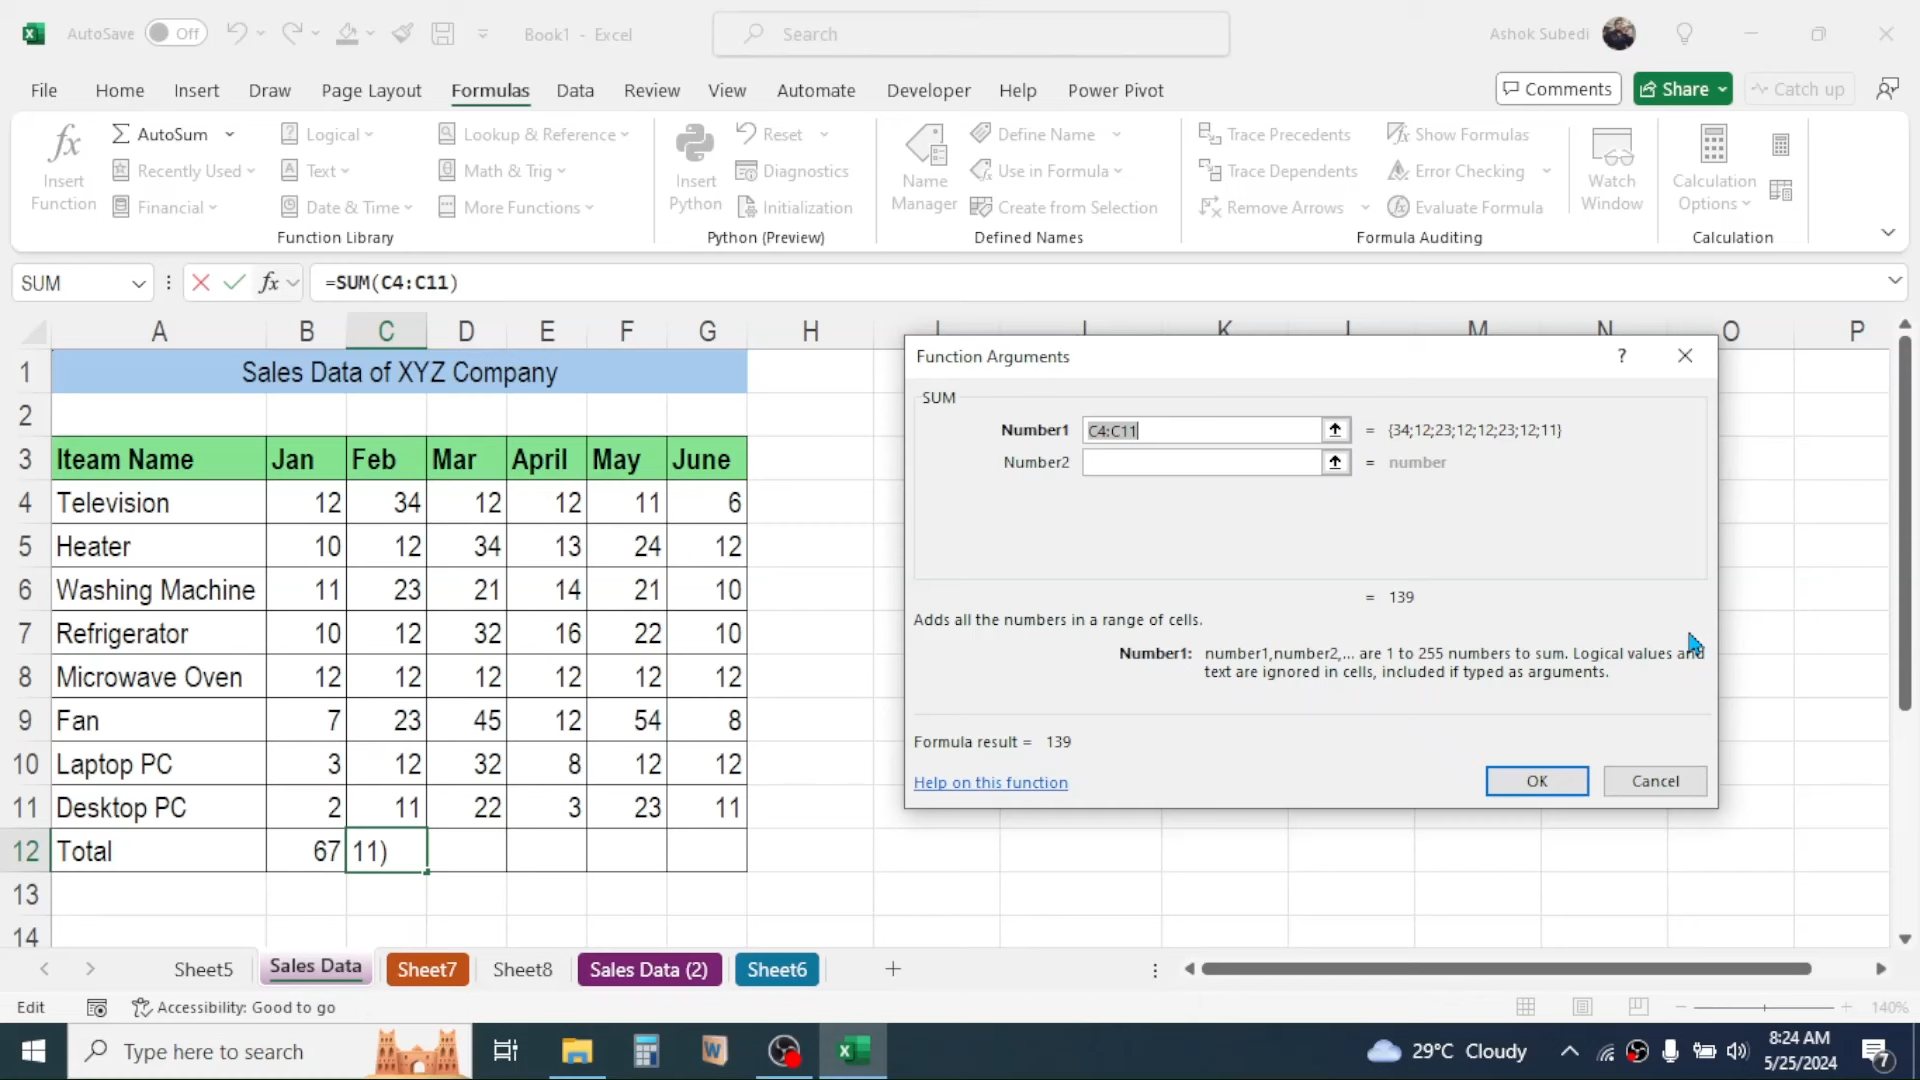 AutoSave Off Book1 - Excel Search Ashok Subedi
File Home Insert Draw Page Layout Formulas Data Review View Automate Developer Help Power Pivot Comments Share Catch up
fx AutoSum Logical Lookup & Reference Reset Define Name Trace Precedents Show Formulas
Insert Function Recently Used Text Math & Trig Insert Python Diagnostics Name Manager Use in Formula Trace Dependents Error Checking Watch Window Calculation Options
Financial Date & Time More Functions Initialization Create from Selection Remove Arrows Evaluate Formula
Function Library Python (Preview) Defined Names Formula Auditing Calculation
SUM fx =SUM(C4:C11)
A B C D E F G H I J K L M N O P
1 Sales Data of XYZ Company
2
3 Iteam Name Jan Feb Mar April May June
4 Television 12 34 12 12 11 6
5 Heater 10 12 34 13 24 12
6 Washing Machine 11 23 21 14 21 10
7 Refrigerator 10 12 32 16 22 10
8 Microwave Oven 12 12 12 12 12 12
9 Fan 7 23 45 12 54 8
10 Laptop PC 3 12 32 8 12 12
11 Desktop PC 2 11 22 3 23 11
12 Total 67 11)
13
14
Function Arguments ?
SUM
Number1 C4:C11 = {34;12;23;12;12;23;12;11}
Number2 = number
= 139
Adds all the numbers in a range of cells.
Number1: number1,number2,... are 1 to 255 numbers to sum. Logical values and
text are ignored in cells, included if typed as arguments.
Formula result = 139
Help on this function OK Cancel
Sheet5 Sales Data Sheet7 Sheet8 Sales Data (2) Sheet6
Edit Accessibility: Good to go 140%
Type here to search W 29°C Cloudy 8:24 AM
5/25/2024 7